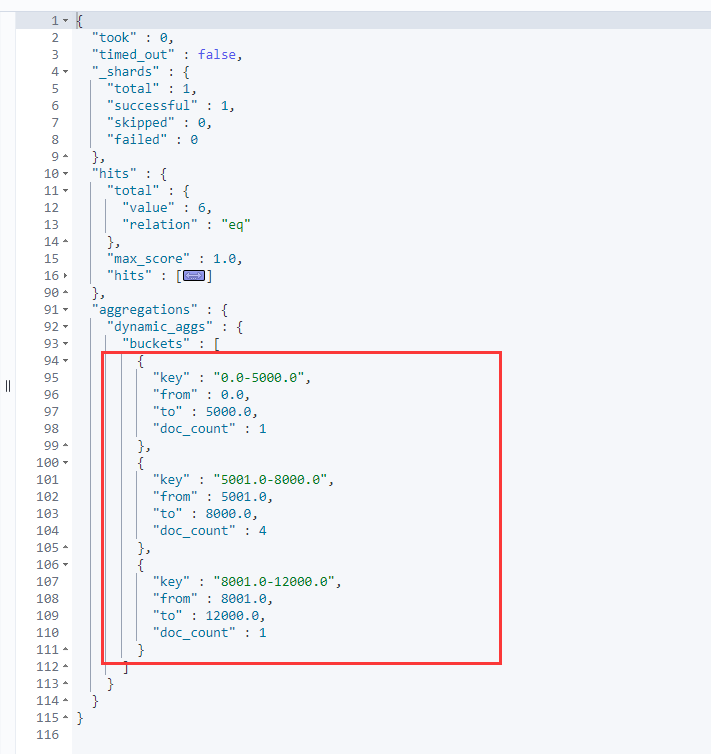 1 {
2 "took" : 0,
3 "timed_out" : false,
4 "_shards" : {
5 "total" : 1,
6 "successful" : 1,
7 "skipped" : 0,
8 "failed" : 0
9 },
10 "hits" : {
11 "total" : {
12 "value" : 6,
13 "relation" : "eq"
14 },
15 "max_score" : 1.0,
16 "hits" : [ ]
90 },
91 "aggregations" : {
92 "dynamic_aggs" : {
93 "buckets" : [
94 {
95 "key" : "0.0-5000.0",
96 "from" : 0.0,
97 "to" : 5000.0,
98 "doc_count" : 1
99 },
100 {
101 "key" : "5001.0-8000.0",
102 "from" : 5001.0,
103 "to" : 8000.0,
104 "doc_count" : 4
105 },
106 {
107 "key" : "8001.0-12000.0",
108 "from" : 8001.0,
109 "to" : 12000.0,
110 "doc_count" : 1
111 }
112 ]
113 }
114 }
115 }
116